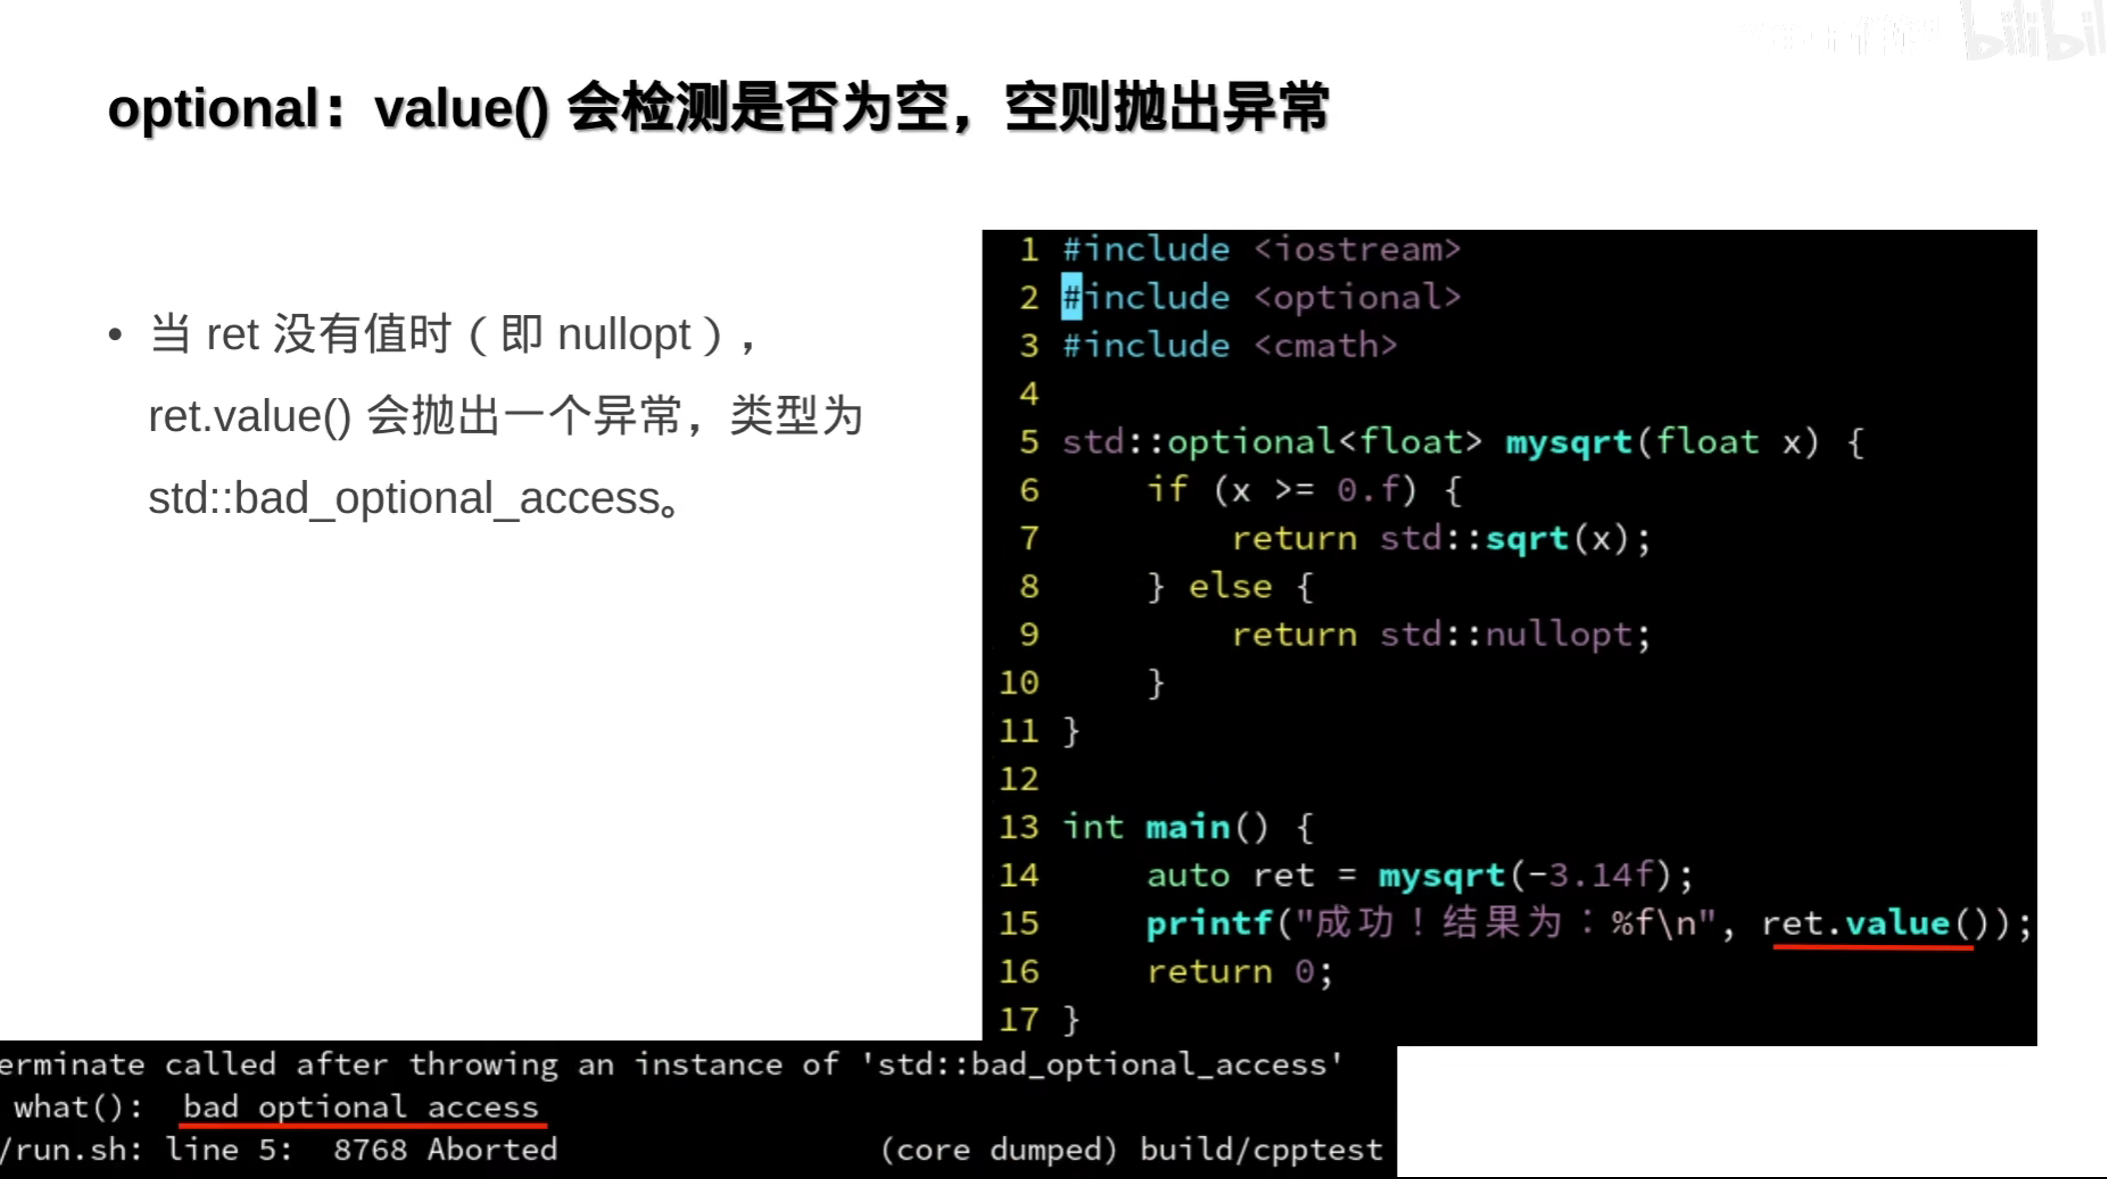 optional：value() 会检测是否为空，空则抛出异常
• 当 ret 没有值时（即 nullopt），
ret.value() 会抛出一个异常，类型为
std::bad_optional_access。
1 #include <iostream>
2 #include <optional>
3 #include <cmath>
4
5 std::optional<float> mysqrt(float x) {
6     if (x >= 0.f) {
7         return std::sqrt(x);
8     } else {
9         return std::nullopt;
10     }
11 }
12
13 int main() {
14     auto ret = mysqrt(-3.14f);
15     printf("成功！结果为：%f\n", ret.value());
16     return 0;
17 }
erminate called after throwing an instance of 'std::bad_optional_access'
what():  bad optional access
/run.sh: line 5:  8768 Aborted                 (core dumped) build/cpptest